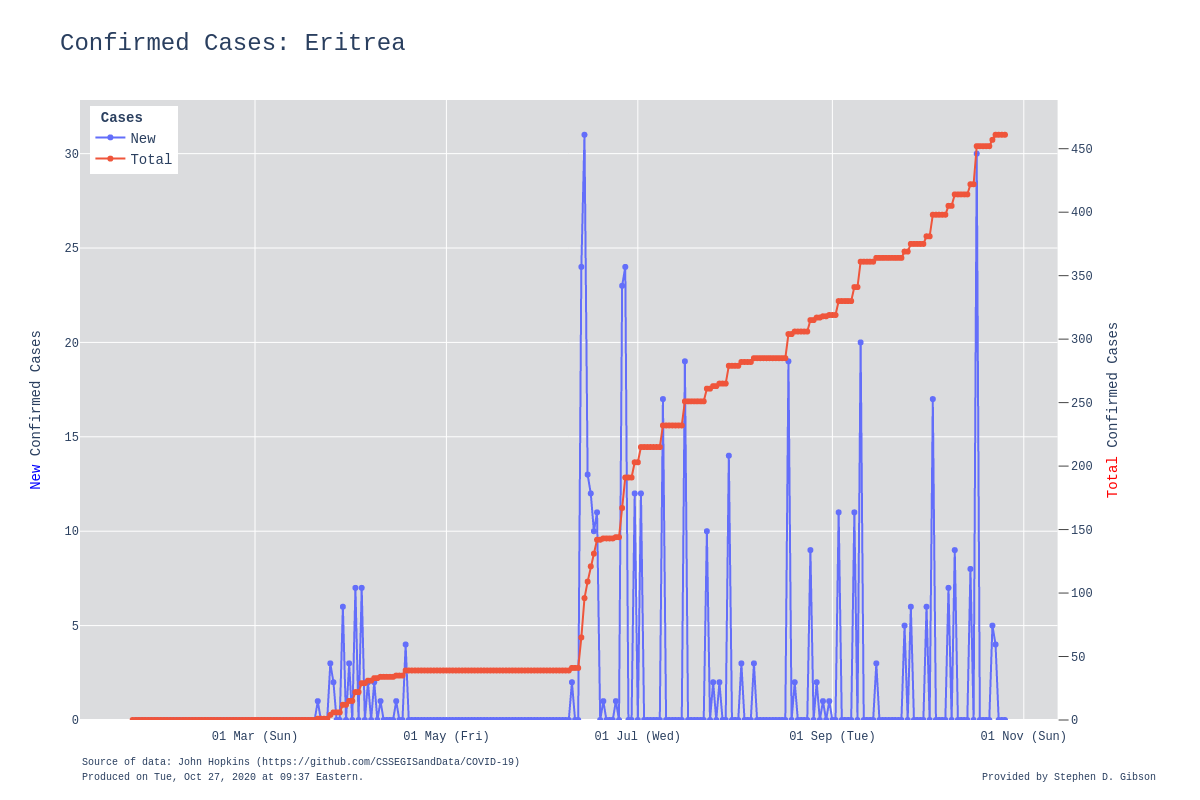 Confirmed Cases: Eritrea
Cases
New
Total
30
25
20
15
10
5
0
New Confirmed Cases
450
400
350
300
250
200
150
100
50
0
Total Confirmed Cases
01 Mar (Sun)
01 May (Fri)
01 Jul (Wed)
01 Sep (Tue)
01 Nov (Sun)
Source of data: John Hopkins (https://github.com/CSSEGISandData/COVID-19)
Produced on Tue, Oct 27, 2020 at 09:37 Eastern.
Provided by Stephen D. Gibson